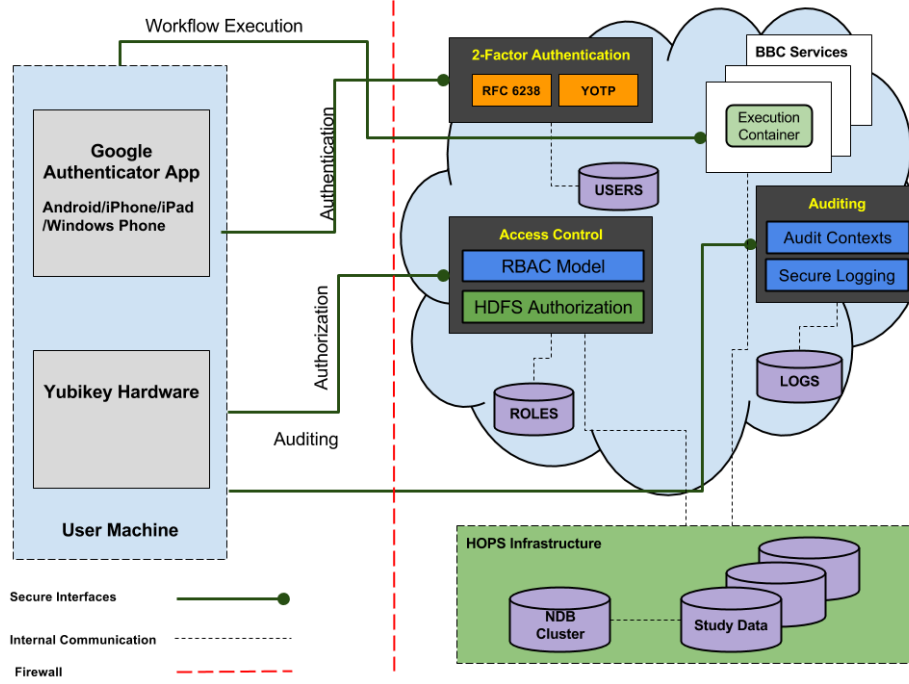 Workflow Execution
Google
Authenticator App
Android/iPhone/iPad
/Windows Phone
Yubikey Hardware
User Machine
Authentication
Authorization
Auditing
2-Factor Authentication
RFC 6238
YOTP
USERS
BBC Services
Execution
Container
Access Control
RBAC Model
HDFS Authorization
ROLES
Auditing
Audit Contexts
Secure Logging
LOGS
HOPS Infrastructure
NDB
Cluster
Study Data
Secure Interfaces
Internal Communication
Firewall